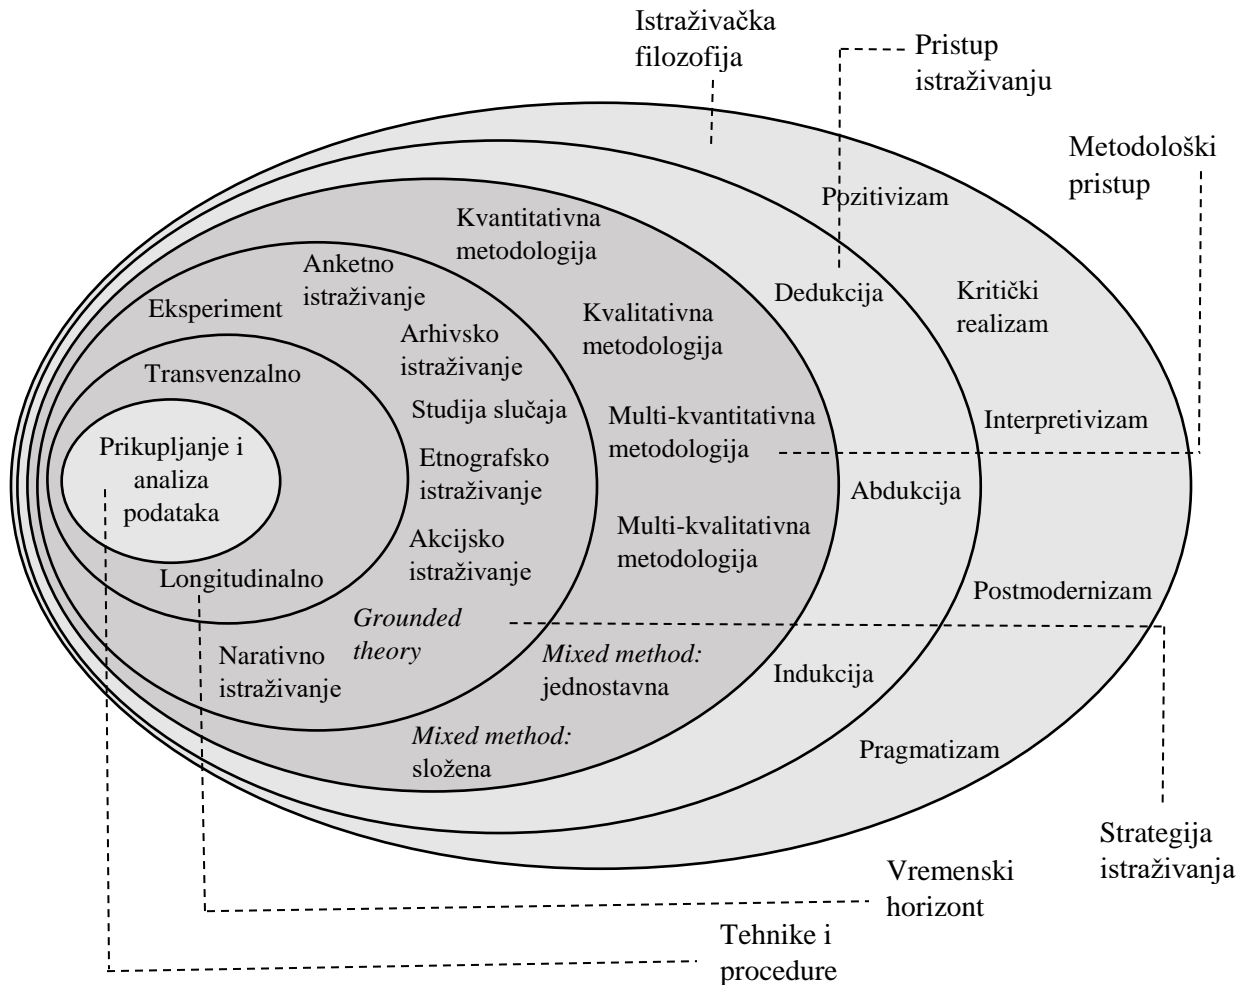 Istraživačka
filozofija
Pristup
istraživanju
Metodološki
pristup
Pozitivizam
Kvantitativna
metodologija
Anketno
istraživanje
Eksperiment
Dedukcija
Kritički
realizam
Kvalitativna
metodologija
Arhivsko
istraživanje
Transvenzalno
Studija slučaja
Multi-kvantitativna
metodologija
Interpretivizam
Prikupljanje i
analiza
podataka
Etnografsko
istraživanje
Abdukcija
Multi-kvalitativna
metodologija
Akcijsko
istraživanje
Longitudinalno
Postmodernizam
Grounded
theory
Narativno
istraživanje
Mixed method:
jednostavna
Indukcija
Mixed method:
složena
Pragmatizam
Strategija
istraživanja
Vremenski
horizont
Tehnike i
procedure